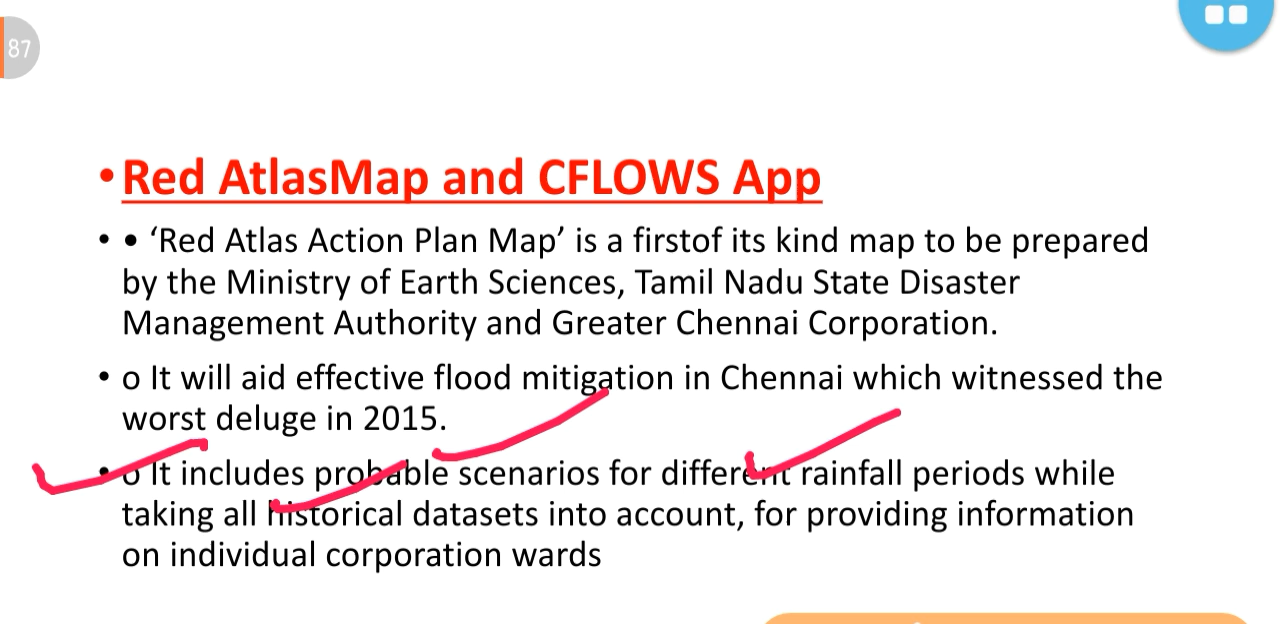 87
• Red AtlasMap and CFLOWS App
• • ‘Red Atlas Action Plan Map’ is a firstof its kind map to be prepared
by the Ministry of Earth Sciences, Tamil Nadu State Disaster
Management Authority and Greater Chennai Corporation.
• o It will aid effective flood mitigation in Chennai which witnessed the
worst deluge in 2015.
• o It includes probable scenarios for different rainfall periods while
taking all historical datasets into account, for providing information
on individual corporation wards